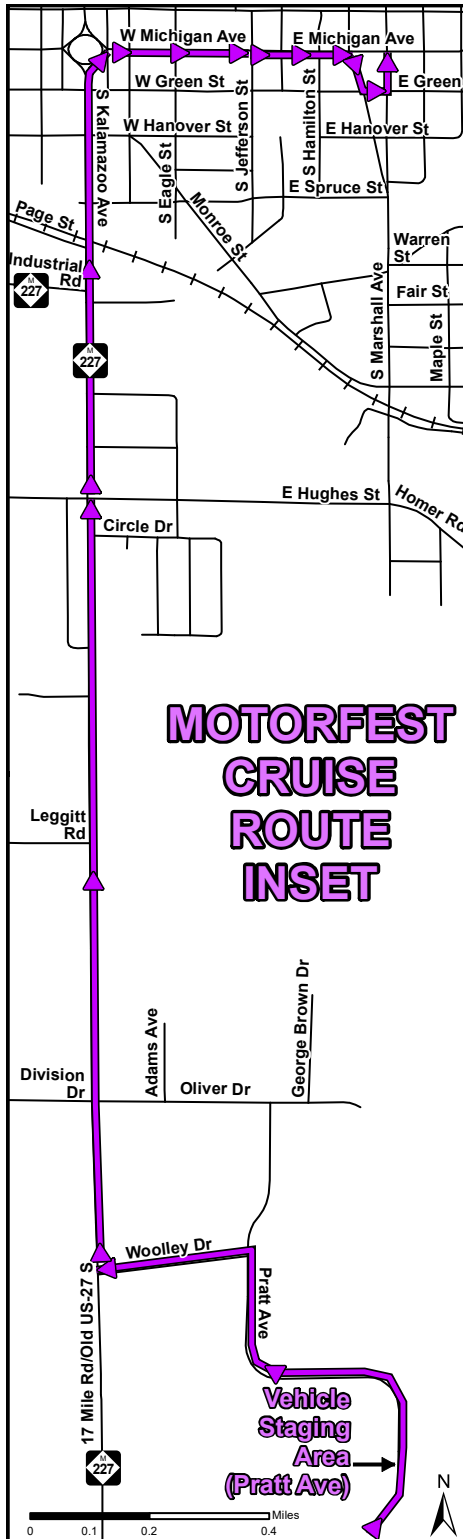 W Michigan Ave
E Michigan Ave
W Green St
E Green
S Kalamazoo Ave
S Eagle St
S Jefferson St
S Hamilton St
W Hanover St
E Hanover St
E Spruce St
Monroe St
Page St
Industrial
Rd
M
227
M
227
S Marshall Ave
Warren
St
Fair St
Maple St
E Hughes St
Homer Rd
Circle Dr
MOTORFEST
CRUISE
ROUTE
INSET
Leggitt
Rd
Adams Ave
George Brown Dr
Division
Dr
Oliver Dr
Woolley Dr
17 Mile Rd/Old US-27 S
Pratt Ave
Vehicle
Staging
Area
(Pratt Ave)
M
227
N
Miles
0 0.1 0.2 0.4